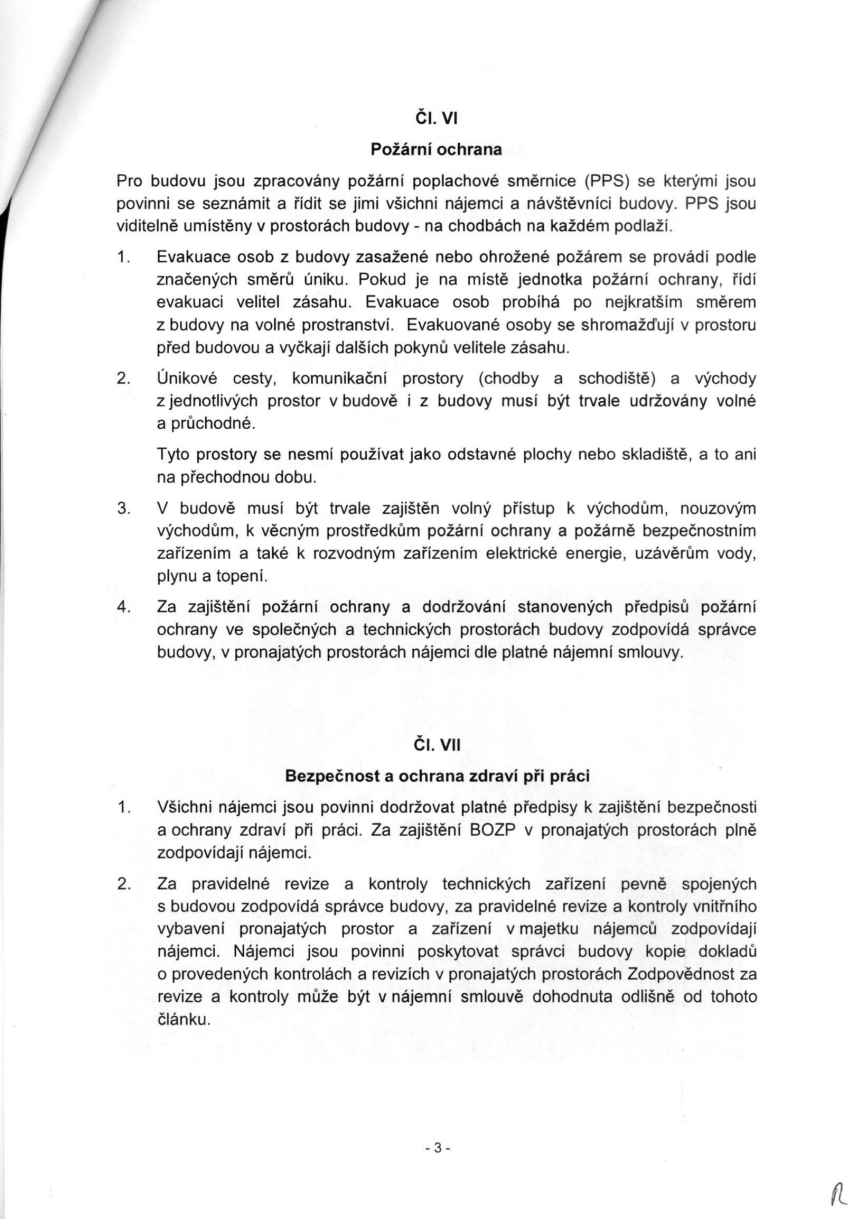 Čl. VI
Požární ochrana
Pro budovu jsou zpracovány požární poplachové směrnice (PPS) se kterými jsou
povinni se seznámit a řídit se jimi všichni nájemci a návštěvníci budovy. PPS jsou
viditelně umístěny v prostorách budovy - na chodbách na každém podlaží.
1. Evakuace osob z budovy zasažené nebo ohrožené požárem se provádí podle
značených směrů úniku. Pokud je na místě jednotka požární ochrany, řídí
evakuaci velitel zásahu. Evakuace osob probíhá po nejkratším směrem
z budovy na volné prostranství. Evakuované osoby se shromažďují v prostoru
před budovou a vyčkají dalších pokynů velitele zásahu.
2. Únikové cesty, komunikační prostory (chodby a schodiště) a východy
z jednotlivých prostor v budově i z budovy musí být trvale udržovány volné
a průchodné.
Tyto prostory se nesmí používat jako odstavné plochy nebo skladiště, a to ani
na přechodnou dobu.
3. V budově musí být trvale zajištěn volný přístup k východům, nouzovým
východům, k věcným prostředkům požární ochrany a požárně bezpečnostním
zařízením a také k rozvodným zařízením elektrické energie, uzávěrům vody,
plynu a topení.
4. Za zajištění požární ochrany a dodržování stanovených předpisů požární
ochrany ve společných a technických prostorách budovy zodpovídá správce
budovy, v pronajatých prostorách nájemci dle platné nájemní smlouvy.
Čl. VII
Bezpečnost a ochrana zdraví při práci
1. Všichni nájemci jsou povinni dodržovat platné předpisy k zajištění bezpečnosti
a ochrany zdraví při práci. Za zajištění BOZP v pronajatých prostorách plně
zodpovídají nájemci.
2. Za pravidelné revize a kontroly technických zařízení pevně spojených
s budovou zodpovídá správce budovy, za pravidelné revize a kontroly vnitřního
vybavení pronajatých prostor a zařízení v majetku nájemců zodpovídají
nájemci. Nájemci jsou povinni poskytovat správci budovy kopie dokladů
o provedených kontrolách a revizích v pronajatých prostorách Zodpovědnost za
revize a kontroly může být v nájemní smlouvě dohodnuta odlišně od tohoto
článku.
- 3 -